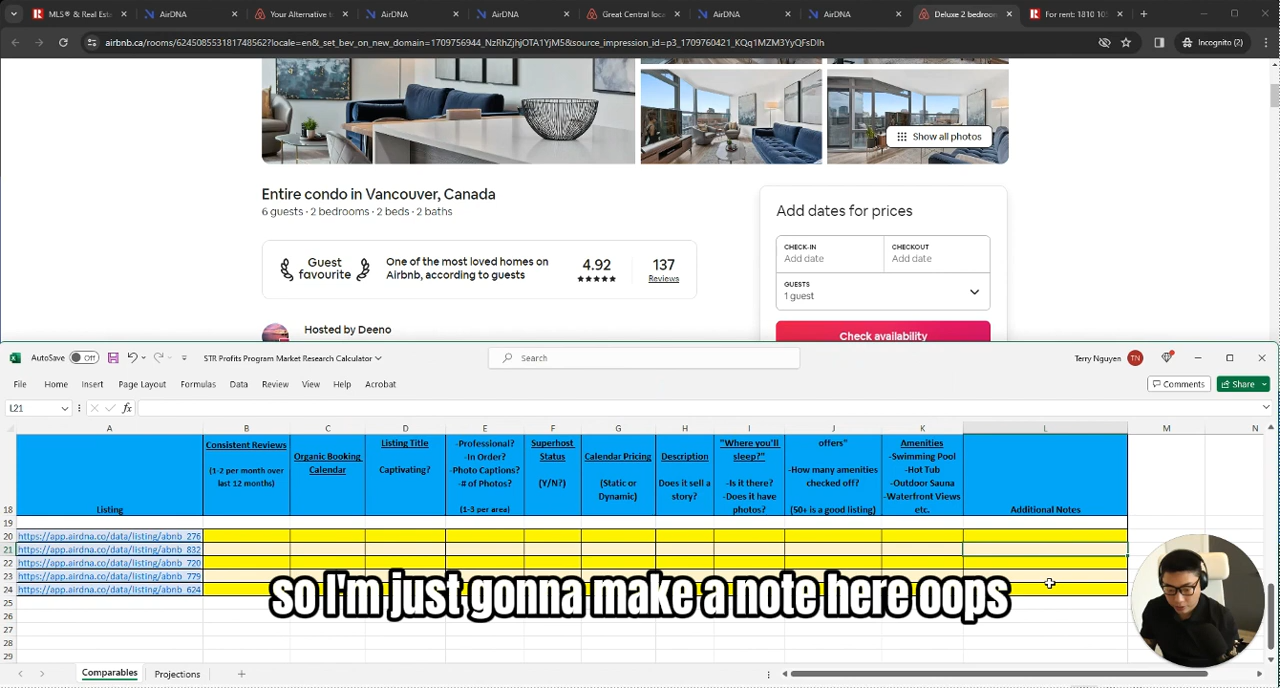 MLS® & Real Est
AirDNA
Your Alternative t
AirDNA
AirDNA
Great Central loca
AirDNA
AirDNA
Deluxe 2 bedroom
For rent: 1810 10
Incognito (2)
Show all photos
Entire condo in Vancouver, Canada
6 guests · 2 bedrooms · 2 beds · 2 baths
Guest favourite
One of the most loved homes on
Airbnb, according to guests
4.92
137
Reviews
Hosted by Deeno
Add dates for prices
CHECK-IN
Add date
CHECKOUT
Add date
GUESTS
1 guest
Check availability
AutoSave
Off
STR Profits Program Market Research Calculator
Search
Terry Nguyen
TN
File
Home
Insert
Page Layout
Formulas
Data
Review
View
Help
Acrobat
Comments
Share
L21
fx
A B C D E F G H I J K L M N
18
Listing
Consistent Reviews
(1-2 per month over
last 12 months)
Organic Booking
Calendar
Listing Title
Captivating?
-Professional?
-In Order?
-Photo Captions?
-# of Photos?
(1-3 per area)
Superhost
Status
(Y/N?)
Calendar Pricing
(Static or
Dynamic)
Description
Does it sell a
story?
"Where you'll
sleep?"
-Is it there?
-Does it have
photos?
offers"
-How many amenities
checked off?
(50+ is a good listing)
Amenities
-Swimming Pool
-Hot Tub
-Outdoor Sauna
-Waterfront Views
etc.
Additional Notes
19
20 https://app.airdna.co/data/listing/abnb_276
21 https://app.airdna.co/data/listing/abnb_832
22 https://app.airdna.co/data/listing/abnb_720
23 https://app.airdna.co/data/listing/abnb_779
24 https://app.airdna.co/data/listing/abnb_624
25
26
27
28
29
so I'm just gonna make a note here oops
Comparables
Projections